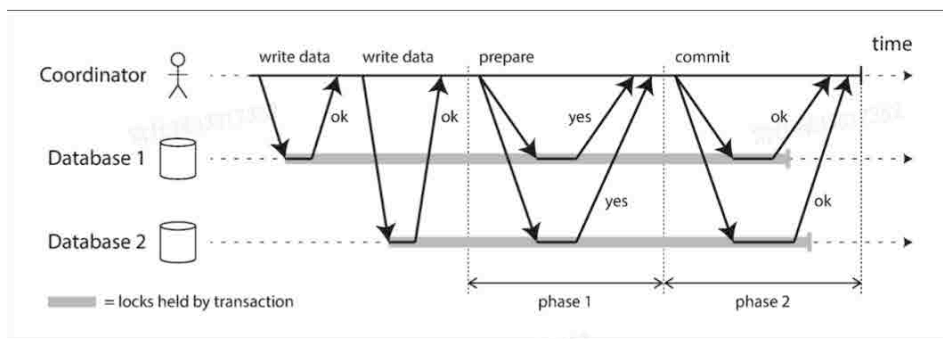 time
write data write data prepare commit
Coordinator
ok ok yes ok
Database 1
yes ok
Database 2
= locks held by transaction
phase 1 phase 2